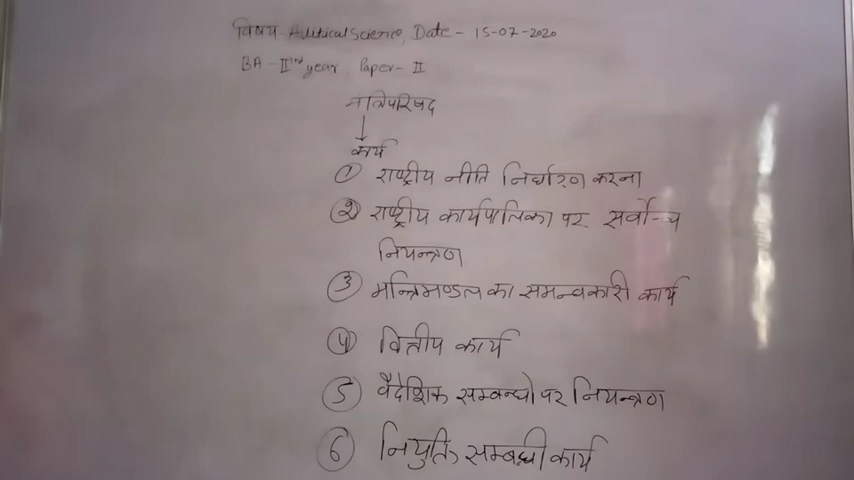 विषय Political Science, Date - 15-07-2020
BA - IInd year Paper - II
मन्त्रिपरिषद
कार्य
① राष्ट्रीय नीति निर्धारण करना
② राष्ट्रीय कार्यपालिका पर सर्वोच्च
नियन्त्रण
③ मन्त्रिमण्डल का समन्वकारी कार्य
④ वित्तीय कार्य
⑤ वैदेशिक सम्बन्धो पर नियन्त्रण
⑥ नियुक्ति सम्बन्धी कार्य